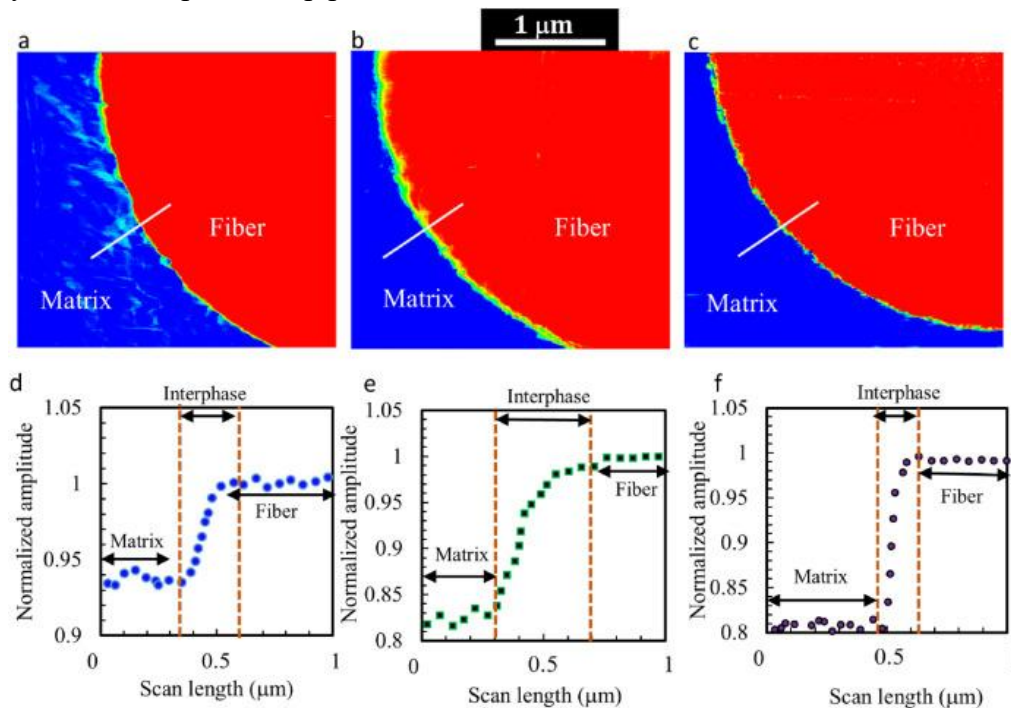 1 μm
a
b
c
Fiber
Matrix
Fiber
Matrix
Fiber
Matrix
d
Interphase
1.05
1
0.95
0.9
Normalized amplitude
Matrix
Fiber
0
0.5
1
Scan length (μm)
e
Interphase
1.05
1
0.95
0.9
0.85
0.8
Normalized amplitude
Matrix
Fiber
0
0.5
1
Scan length (μm)
f
Interphase
1.05
1
0.95
0.9
0.85
0.8
Normalized amplitude
Matrix
Fiber
0
0.5
1
Scan length (μm)